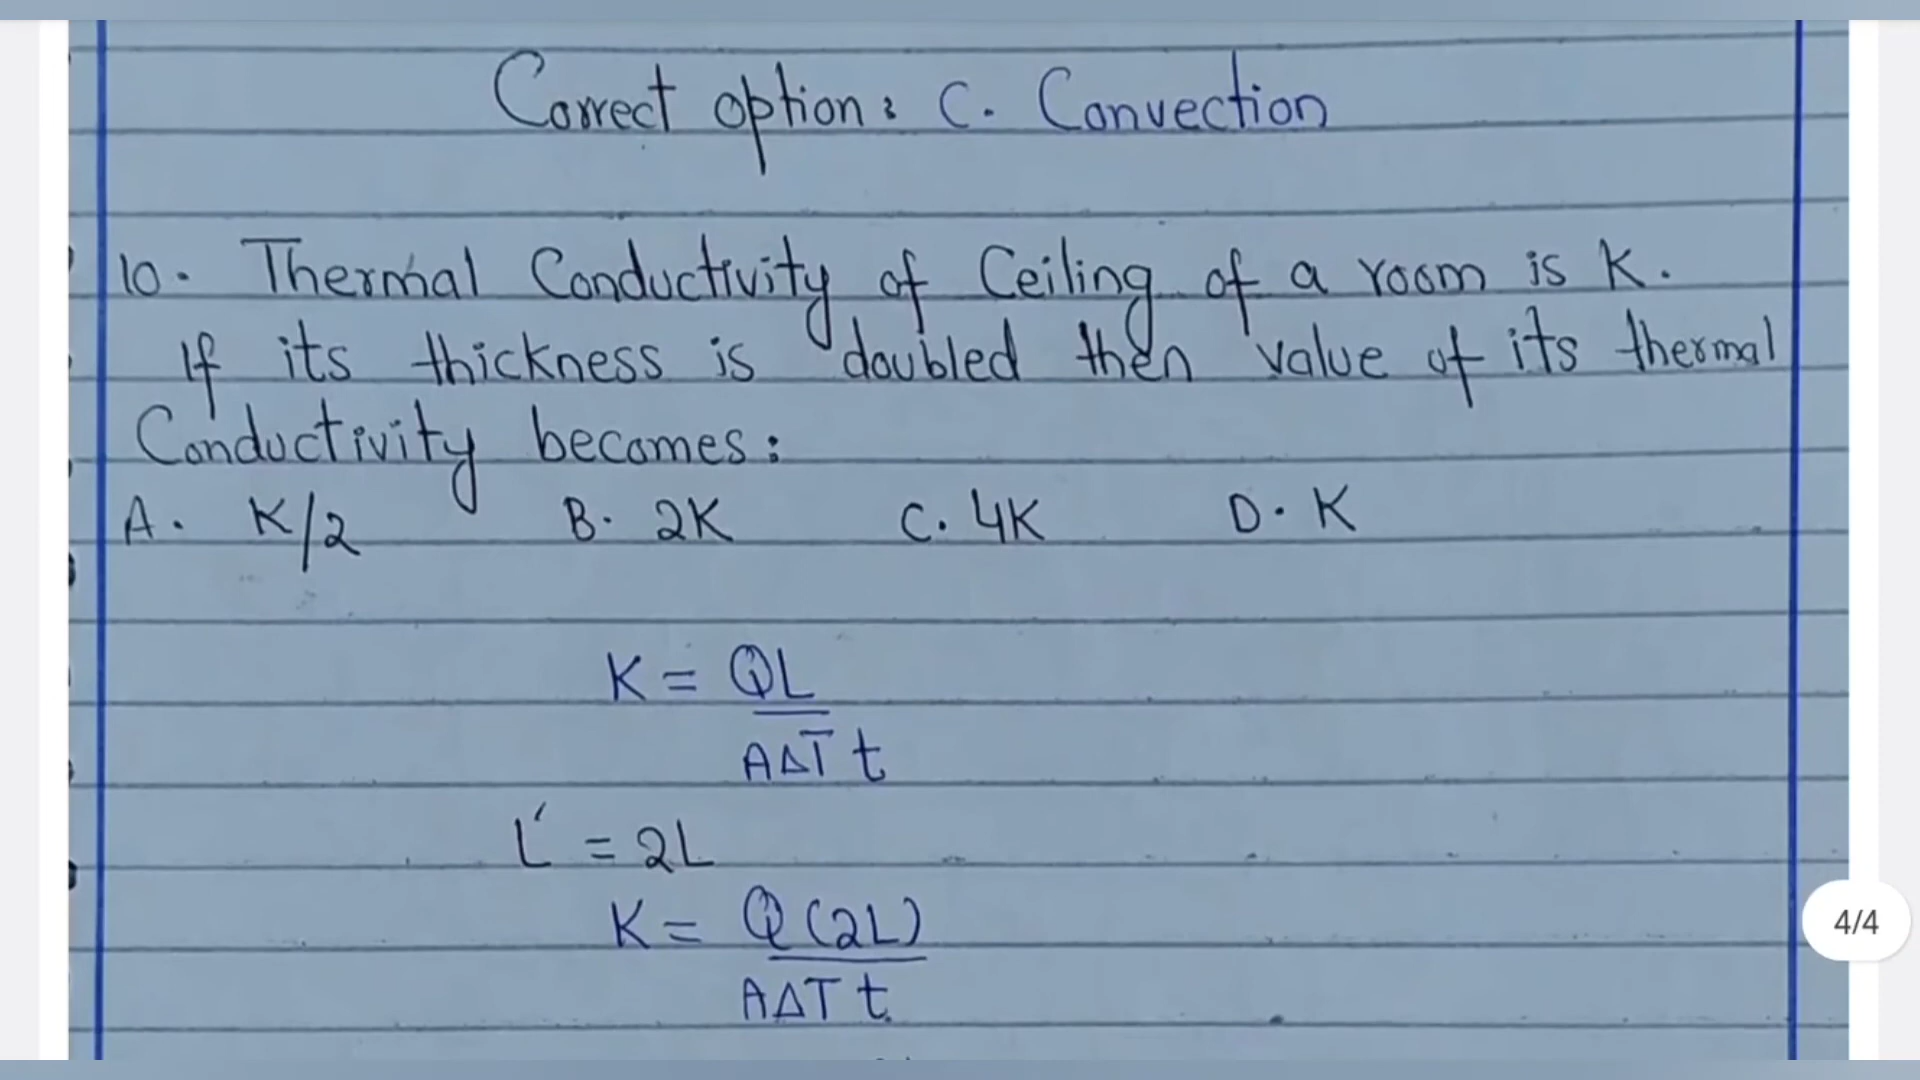 Correct option: C. Convection
10. Thermal Conductivity of Ceiling of a room is K.
If its thickness is doubled then value of its thermal
Conductivity becomes:
A. K/2 B. 2K C. 4K D. K
K = QL
AΔT t
L' = 2L
K = Q(2L)
AΔT t.
4/4